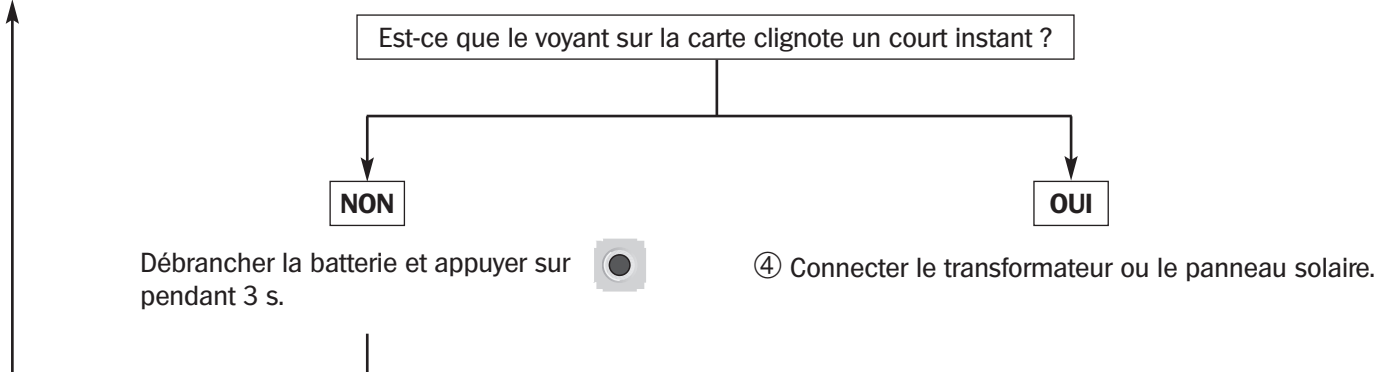 Est-ce que le voyant sur la carte clignote un court instant ?
NON
OUI
Débrancher la batterie et appuyer sur
pendant 3 s.
④ Connecter le transformateur ou le panneau solaire.